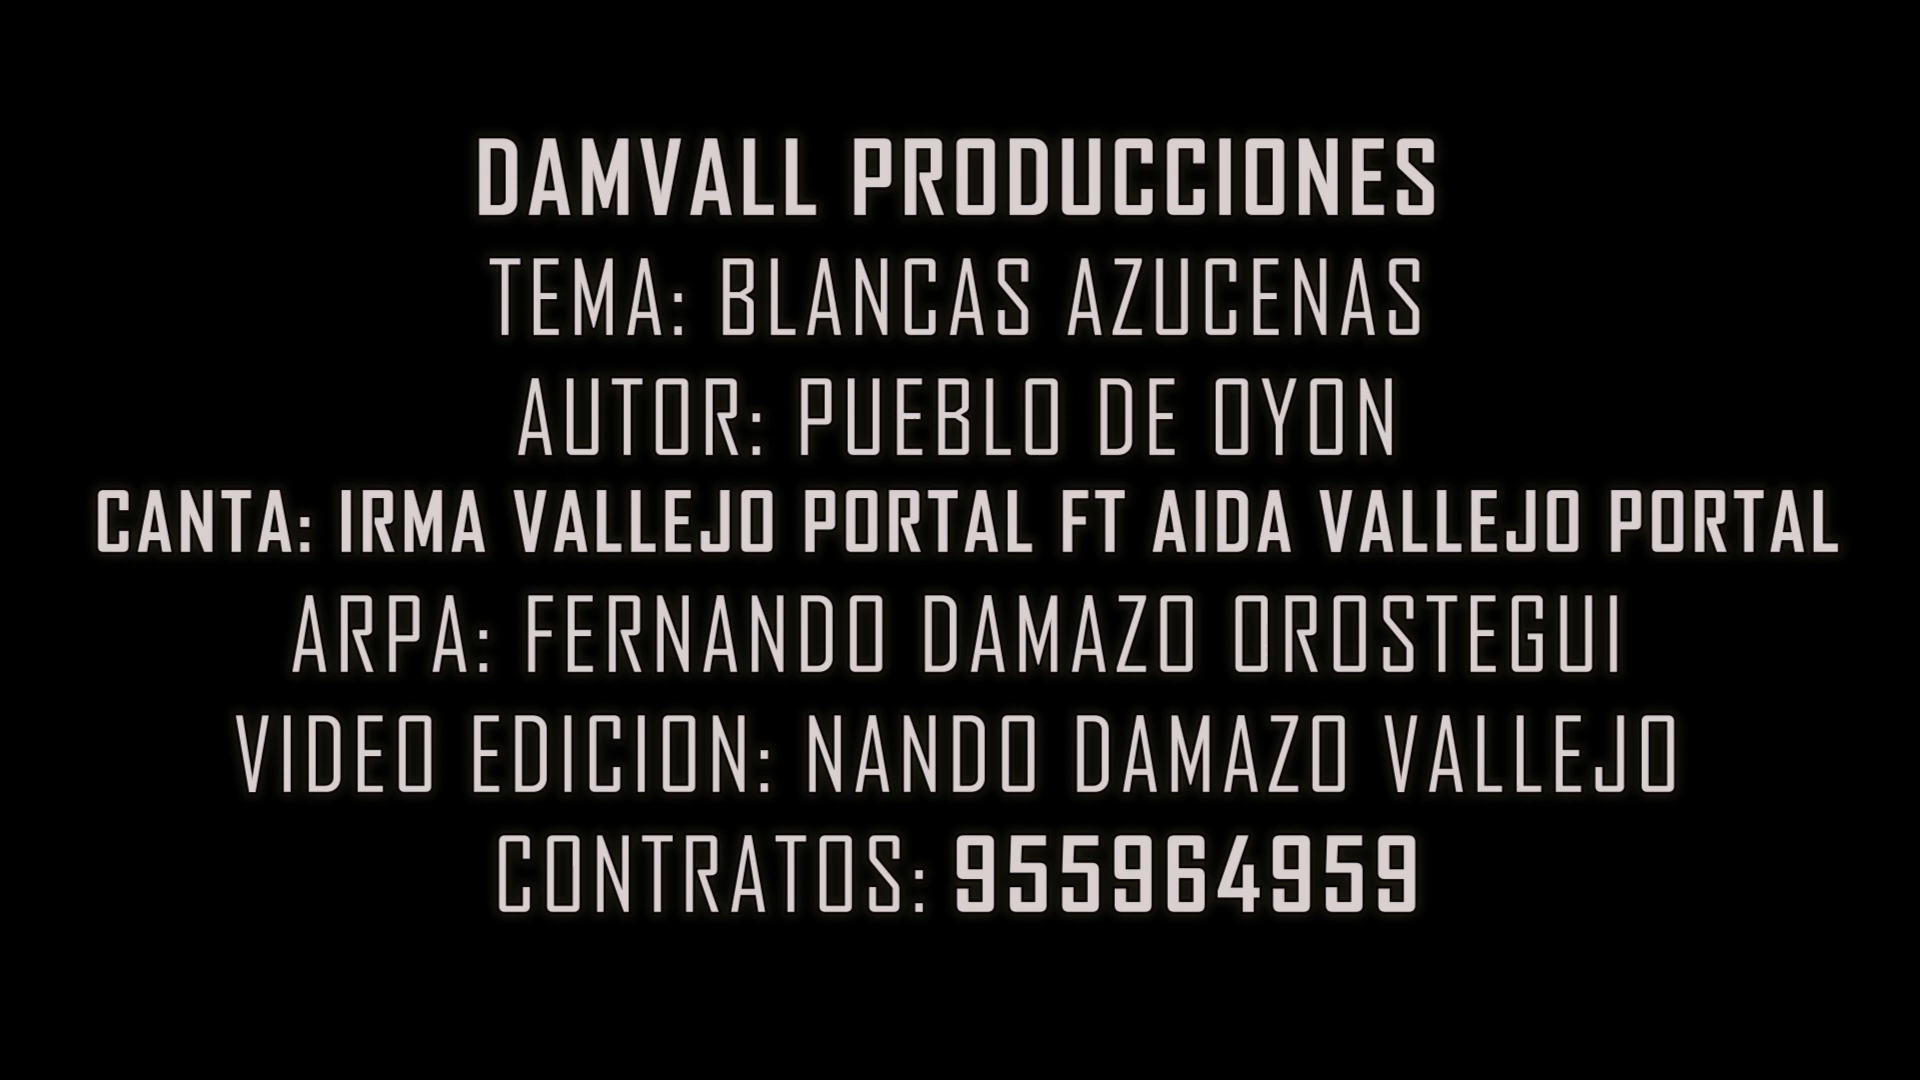 DAMVALL PRODUCCIONES
TEMA: BLANCAS AZUCENAS
AUTOR: PUEBLO DE OYON
CANTA: IRMA VALLEJO PORTAL FT AIDA VALLEJO PORTAL
ARPA: FERNANDO DAMAZO OROSTEGUI
VIDEO EDICION: NANDO DAMAZO VALLEJO
CONTRATOS: 955964959